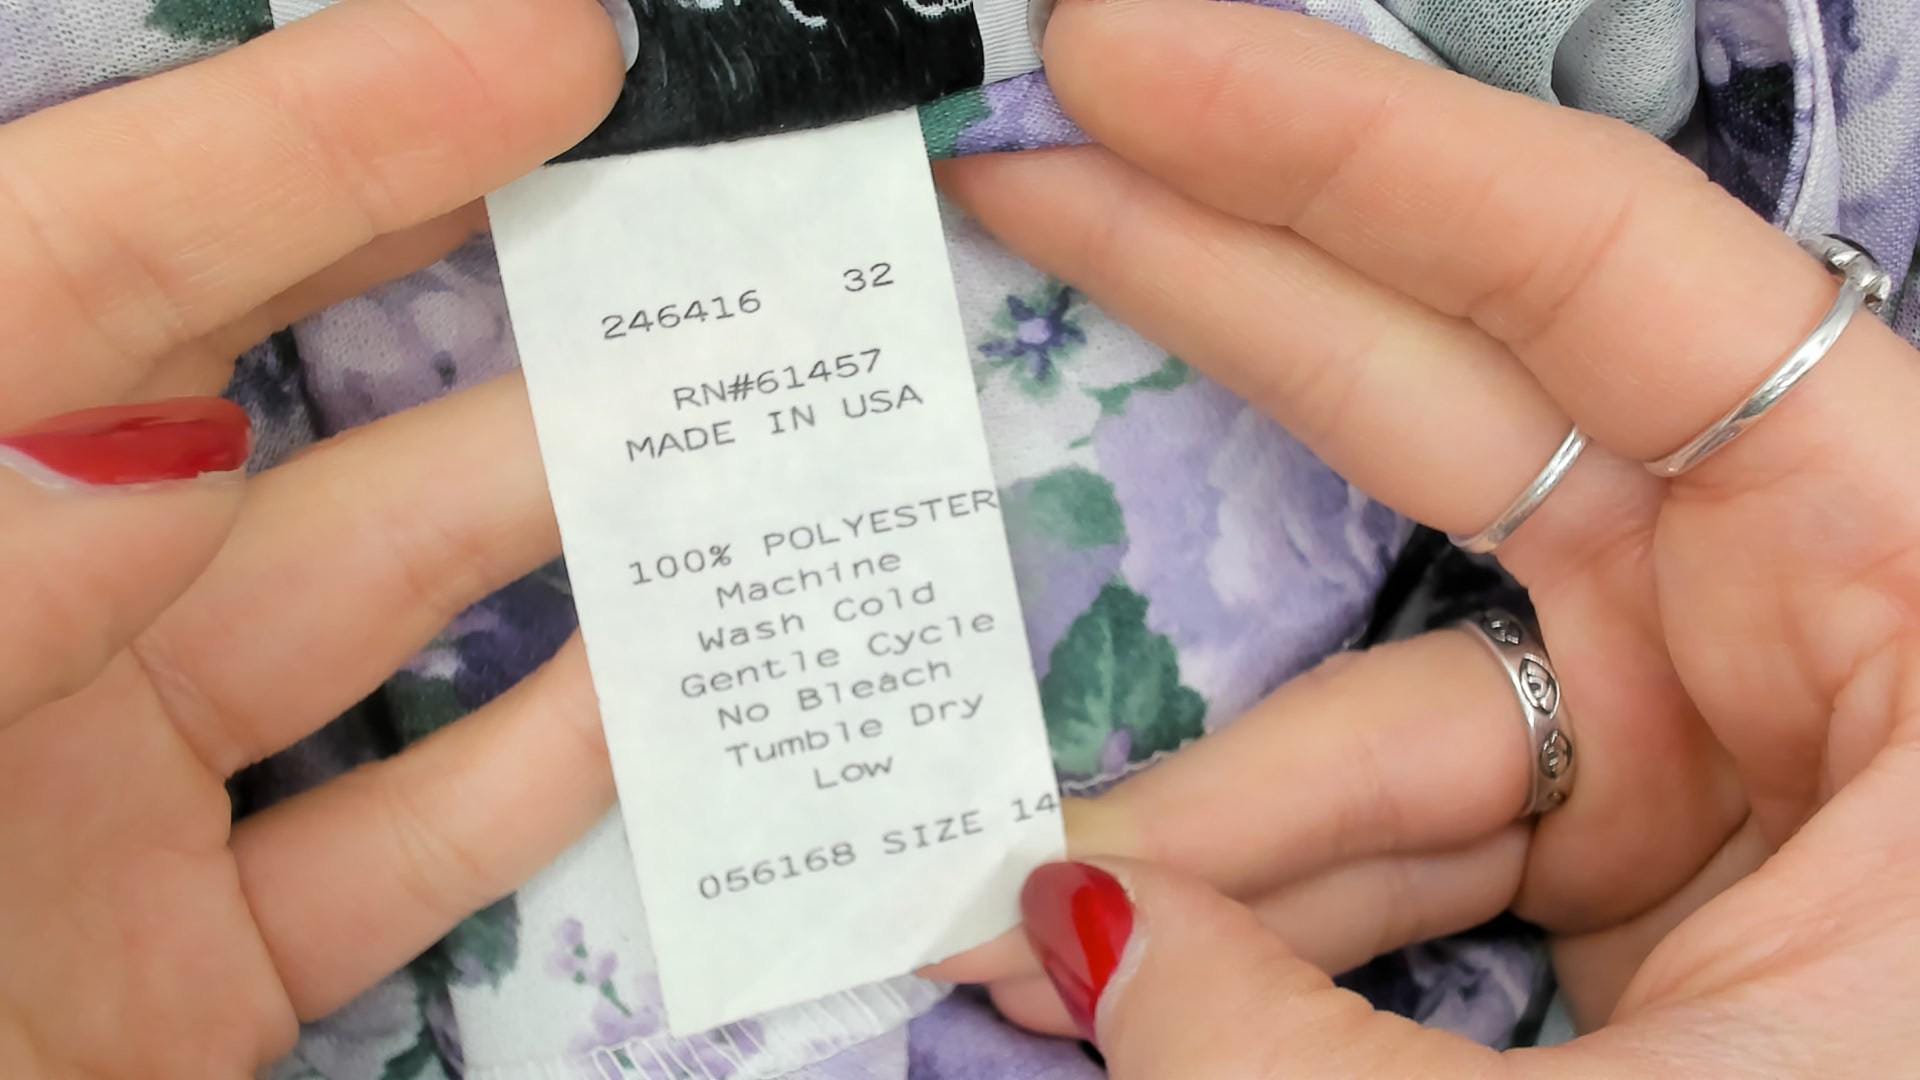 246416 32
RN#61457
MADE IN USA
100% POLYESTER
Machine
Wash Cold
Gentle Cycle
No Bleach
Tumble Dry
Low
056168 SIZE 14